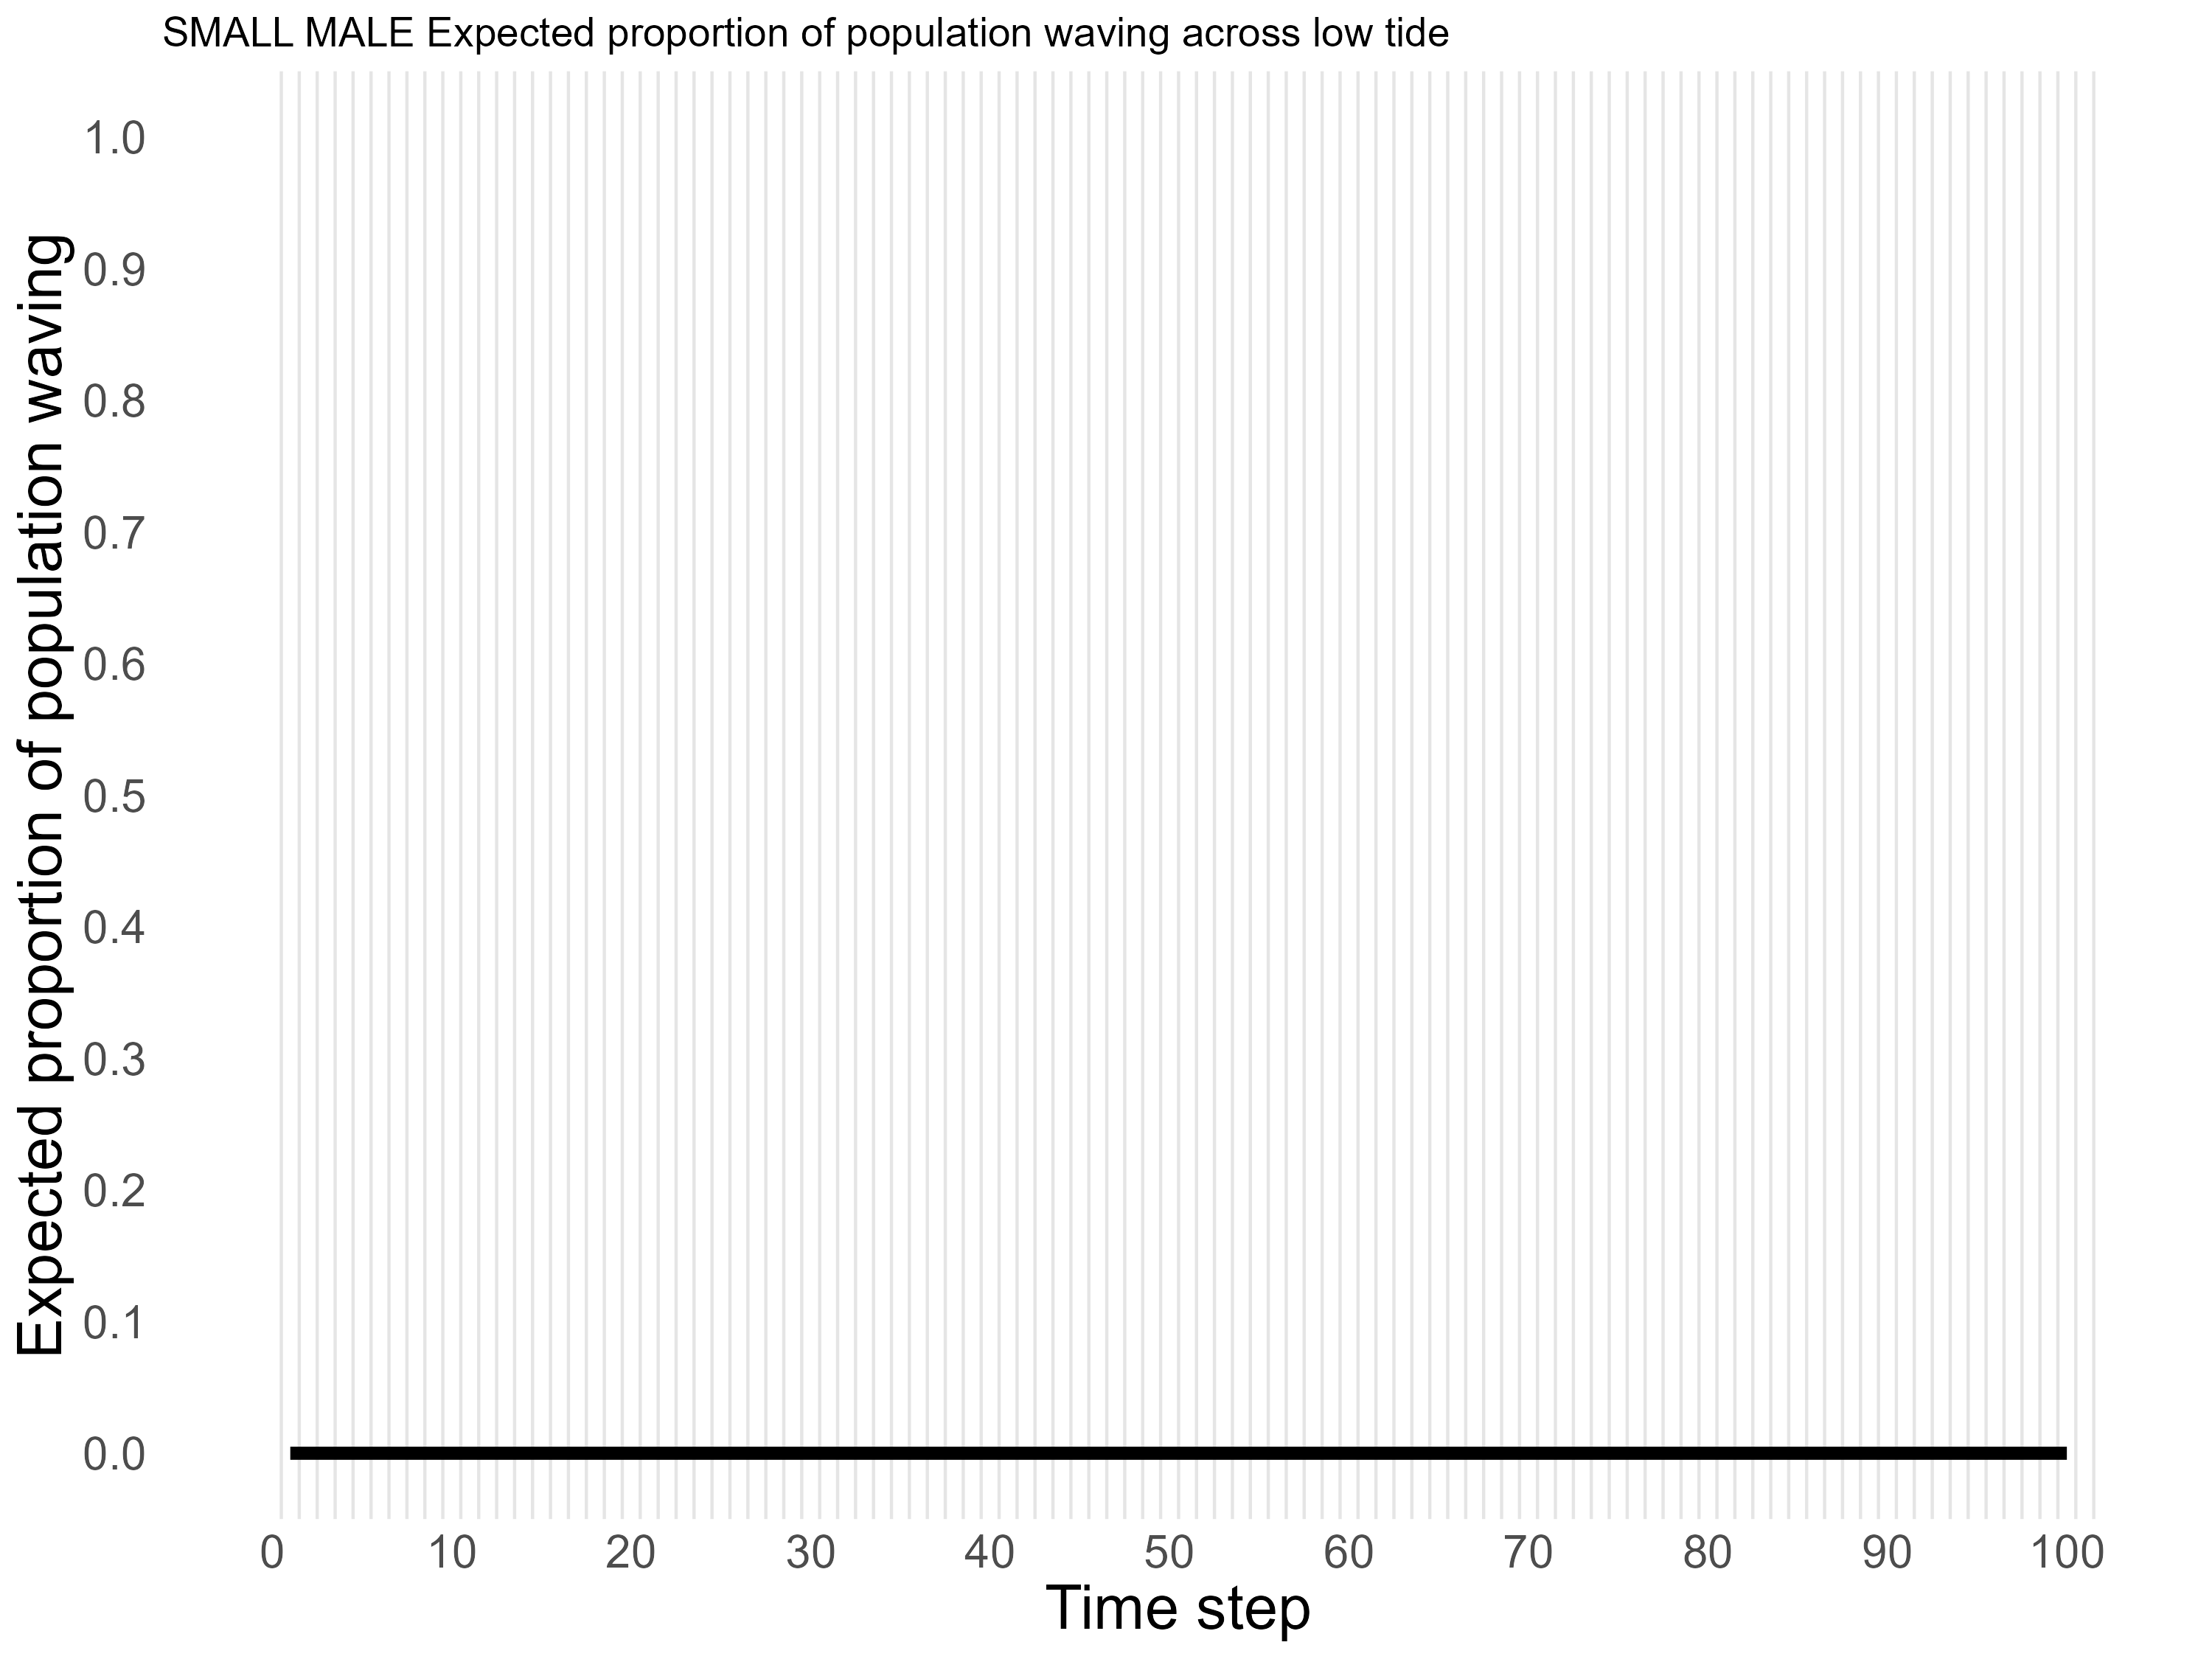 SMALL MALE Expected proportion of population waving across low tide
Expected proportion of population waving
1.0
0.9
0.8
0.7
0.6
0.5
0.4
0.3
0.2
0.1
0.0
0 10 20 30 40 50 60 70 80 90 100
Time step